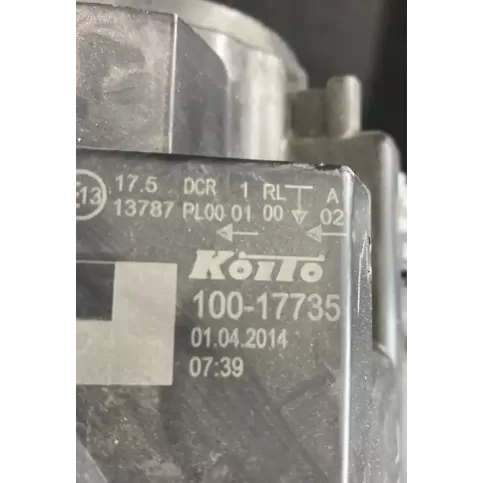 E13 17.5 DCR 1 RL A
13787 PL00 01 00 02
KOITO
100-17735
01.04.2014
07:39